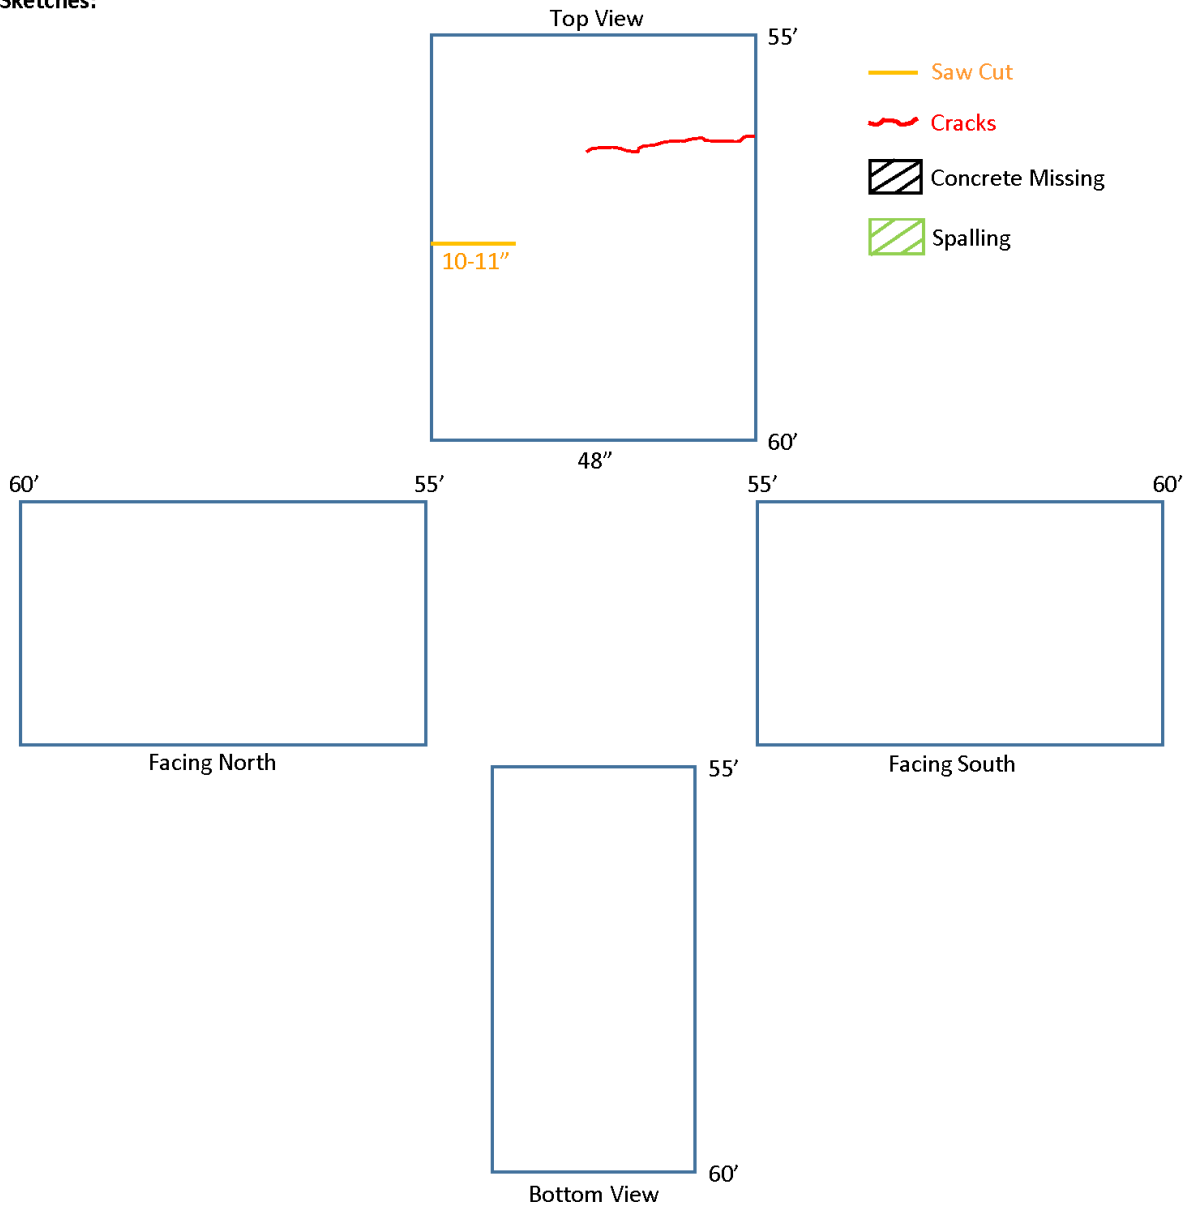 Sketches:
Top View
55’
Saw Cut
Cracks
Concrete Missing
Spalling
10-11”
60’
48”
60’
55’
55’
60’
Facing North
Facing South
55’
60’
Bottom View